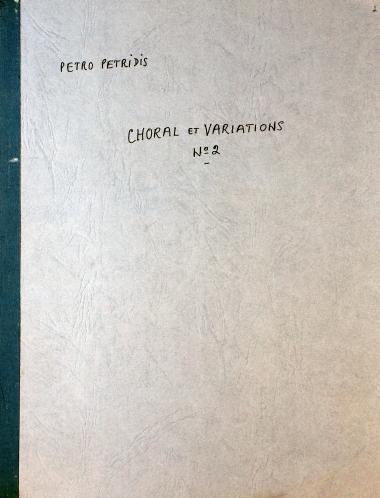 PETRO PETRIDIS
CHORAL ET VARIATIONS
Nº 2